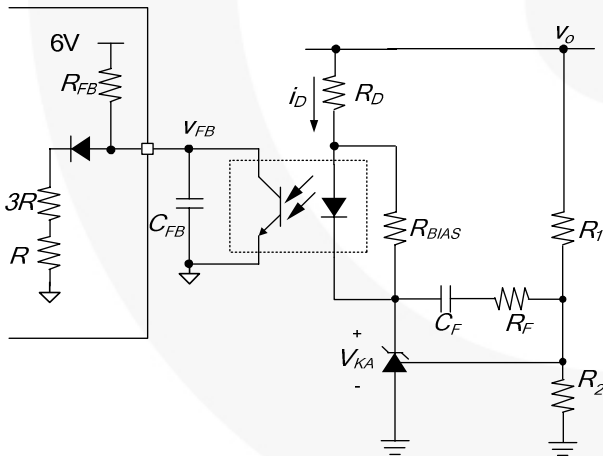 6V
R_FB
v_FB
3R
R
C_FB
v_o
i_D
R_D
R_BIAS
R_1
C_F
R_F
+
V_KA
-
R_2